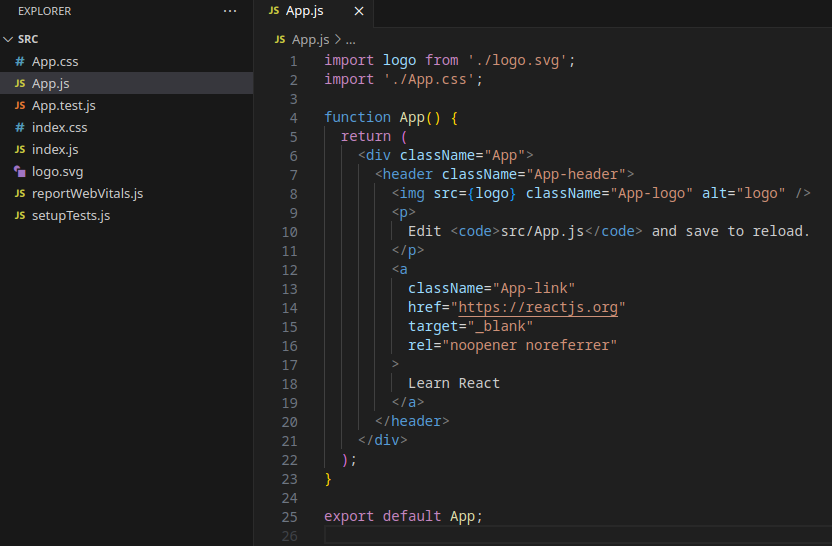 EXPLORER ···
SRC
# App.css
JS App.js
JS App.test.js
# index.css
JS index.js
logo.svg
JS reportWebVitals.js
JS setupTests.js
JS App.js ×
JS App.js > ...
1 import logo from './logo.svg';
2 import './App.css';
3
4 function App() {
5   return (
6     <div className="App">
7       <header className="App-header">
8         <img src={logo} className="App-logo" alt="logo" />
9         <p>
10           Edit <code>src/App.js</code> and save to reload.
11         </p>
12         <a
13           className="App-link"
14           href="https://reactjs.org"
15           target="_blank"
16           rel="noopener noreferrer"
17         >
18           Learn React
19         </a>
20       </header>
21     </div>
22   );
23 }
24
25 export default App;
26